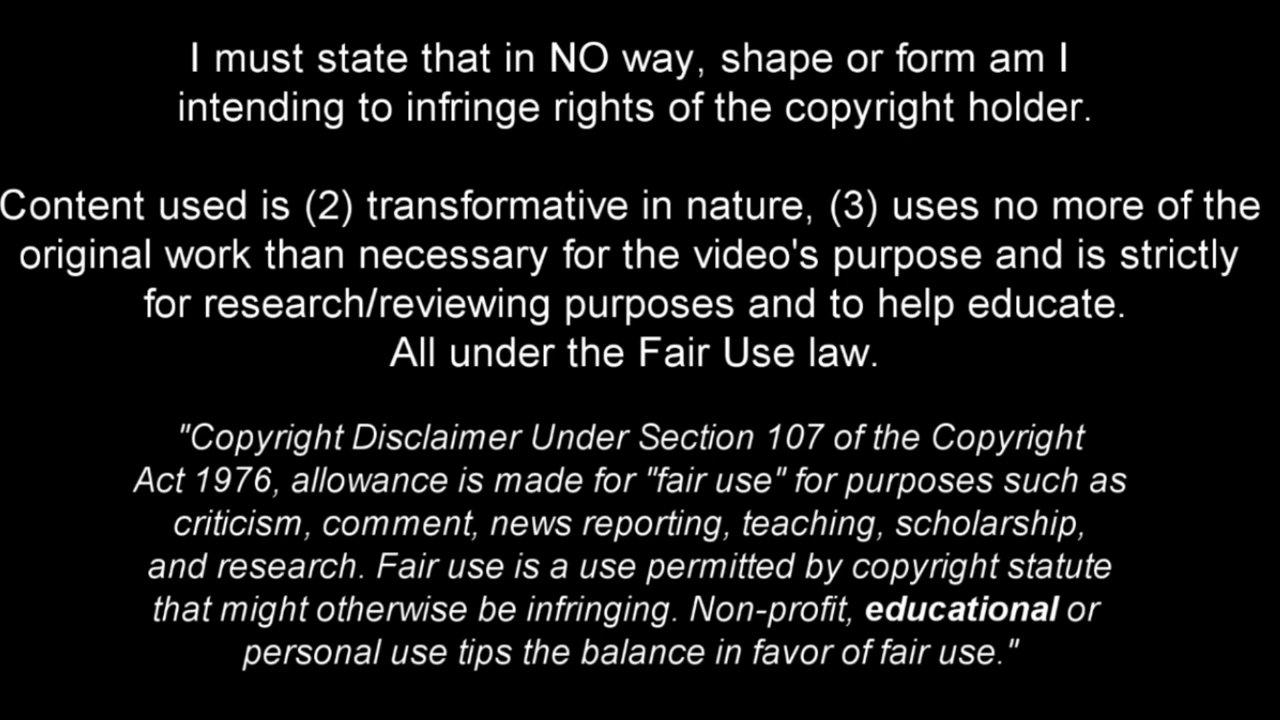 I must state that in NO way, shape or form am I
intending to infringe rights of the copyright holder.
Content used is (2) transformative in nature, (3) uses no more of the
original work than necessary for the video's purpose and is strictly
for research/reviewing purposes and to help educate.
All under the Fair Use law.
"Copyright Disclaimer Under Section 107 of the Copyright
Act 1976, allowance is made for "fair use" for purposes such as
criticism, comment, news reporting, teaching, scholarship,
and research. Fair use is a use permitted by copyright statute
that might otherwise be infringing. Non-profit, educational or
personal use tips the balance in favor of fair use."